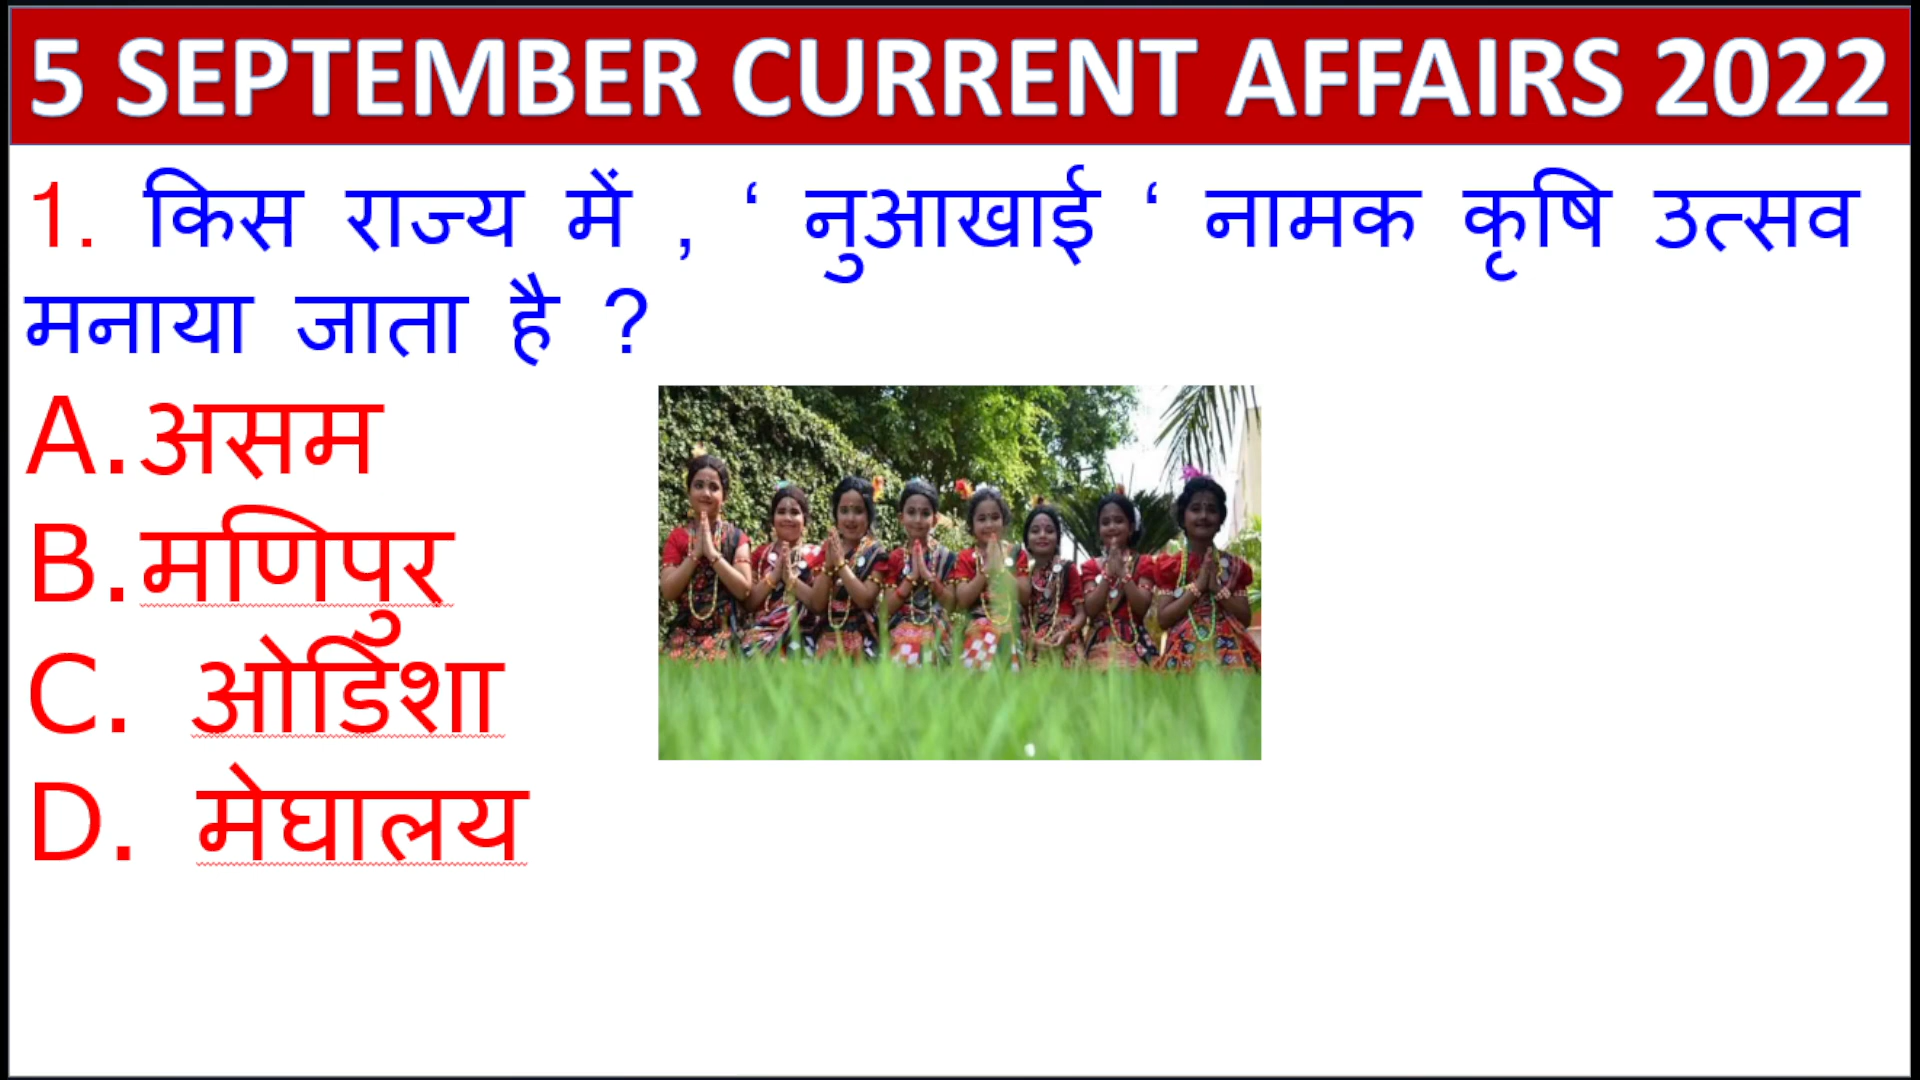 5 SEPTEMBER CURRENT AFFAIRS 2022
1. किस राज्य में , ‘ नुआखाई ‘ नामक कृषि उत्सव
मनाया जाता है ?
A.असम
B.मणिपुर
C. ओडिशा
D. मेघालय